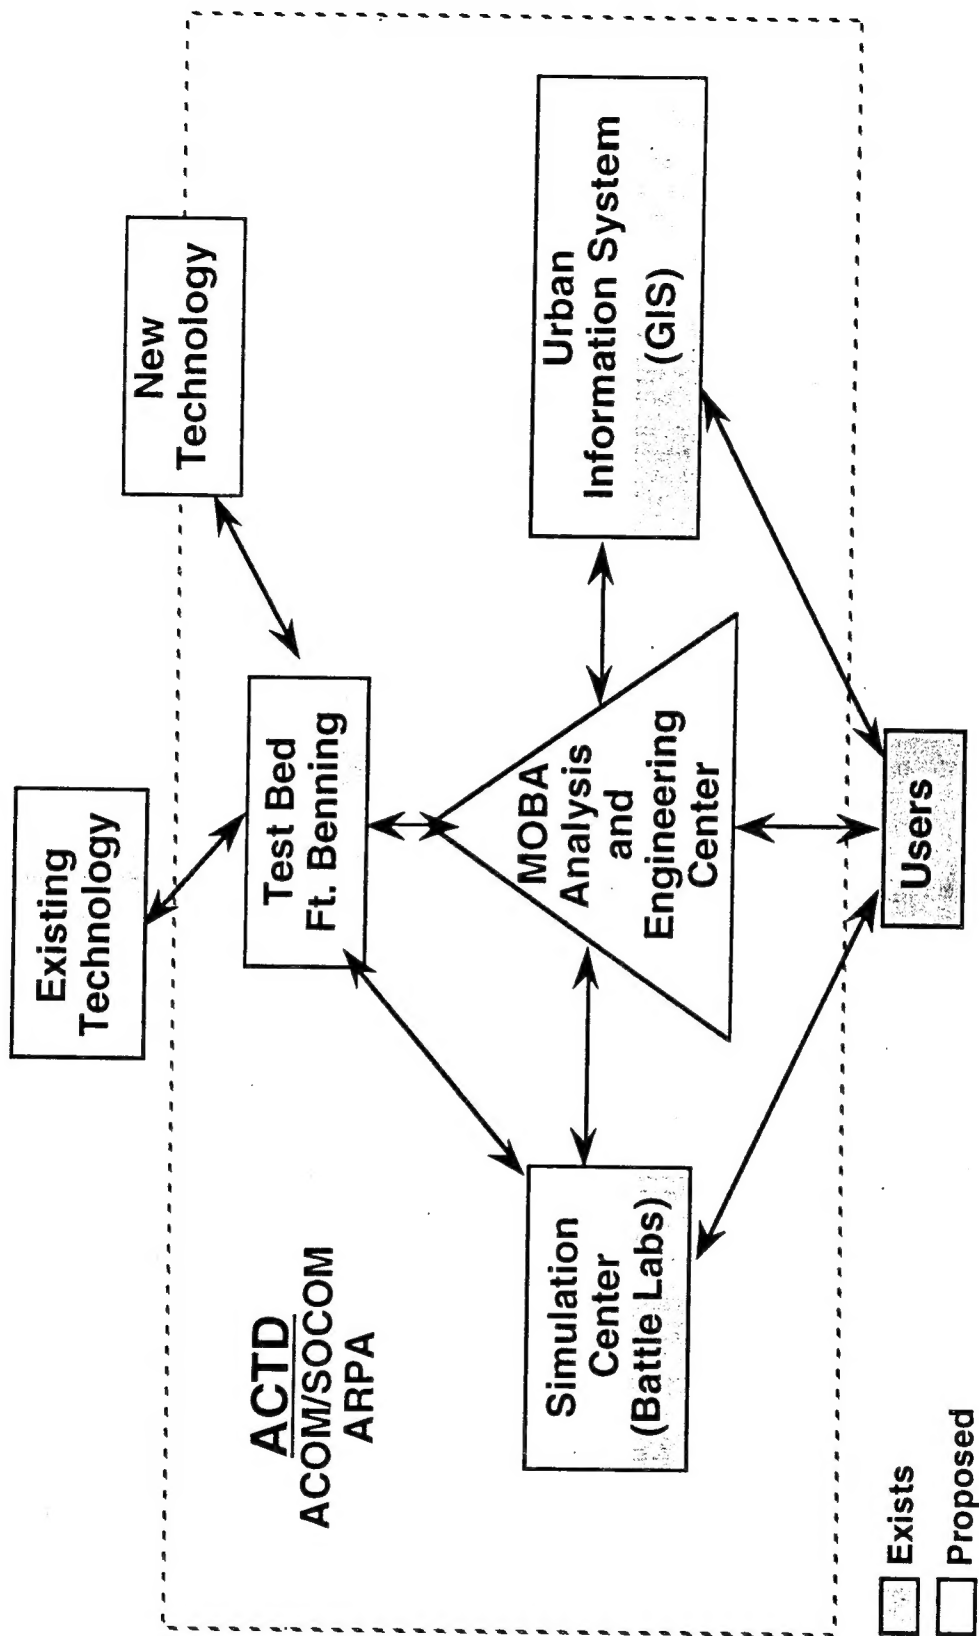 Existing
Technology
New
Technology
ACTD
ACOM/SOCOM
ARPA
Test Bed
Ft. Benning
Simulation
Center
(Battle Labs)
MOBA
Analysis
and
Engineering
Center
Urban
Information System
(GIS)
Users
Exists
Proposed